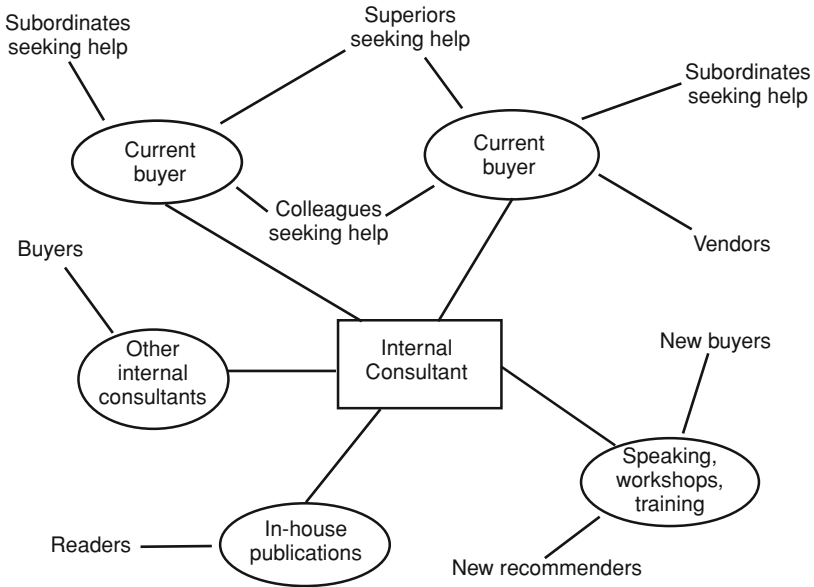 Subordinates
seeking help
Superiors
seeking help
Subordinates
seeking help
Current
buyer
Current
buyer
Colleagues
seeking help
Vendors
Buyers
Other
internal
consultants
Internal
Consultant
New buyers
Speaking,
workshops,
training
In-house
publications
Readers
New recommenders